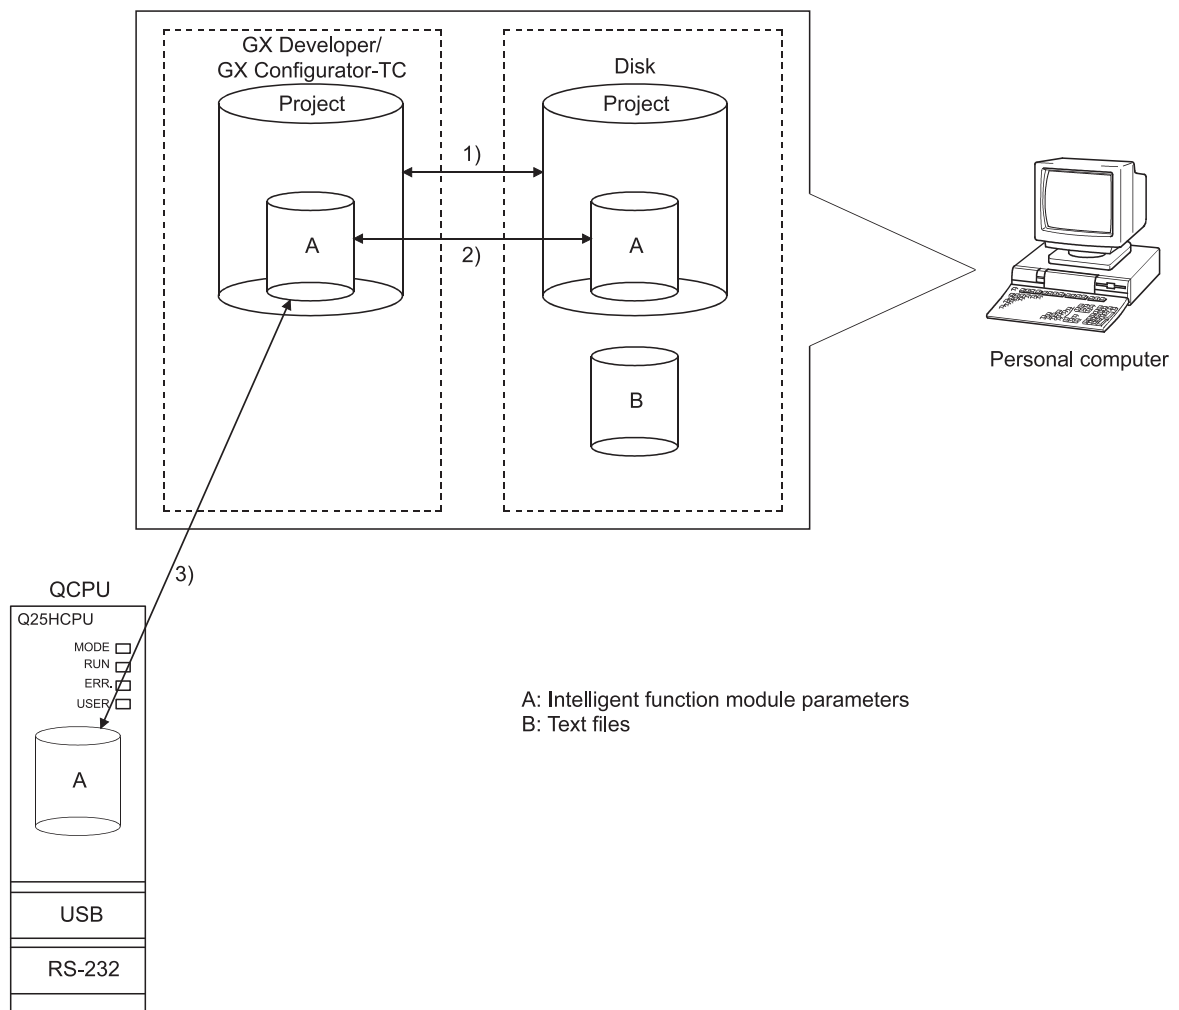 GX Developer/
GX Configurator-TC
Project
A
Disk
Project
A
B
1)
2)
Personal computer
3)
QCPU
Q25HCPU
MODE
RUN
ERR.
USER
A
USB
RS-232
A: Intelligent function module parameters
B: Text files